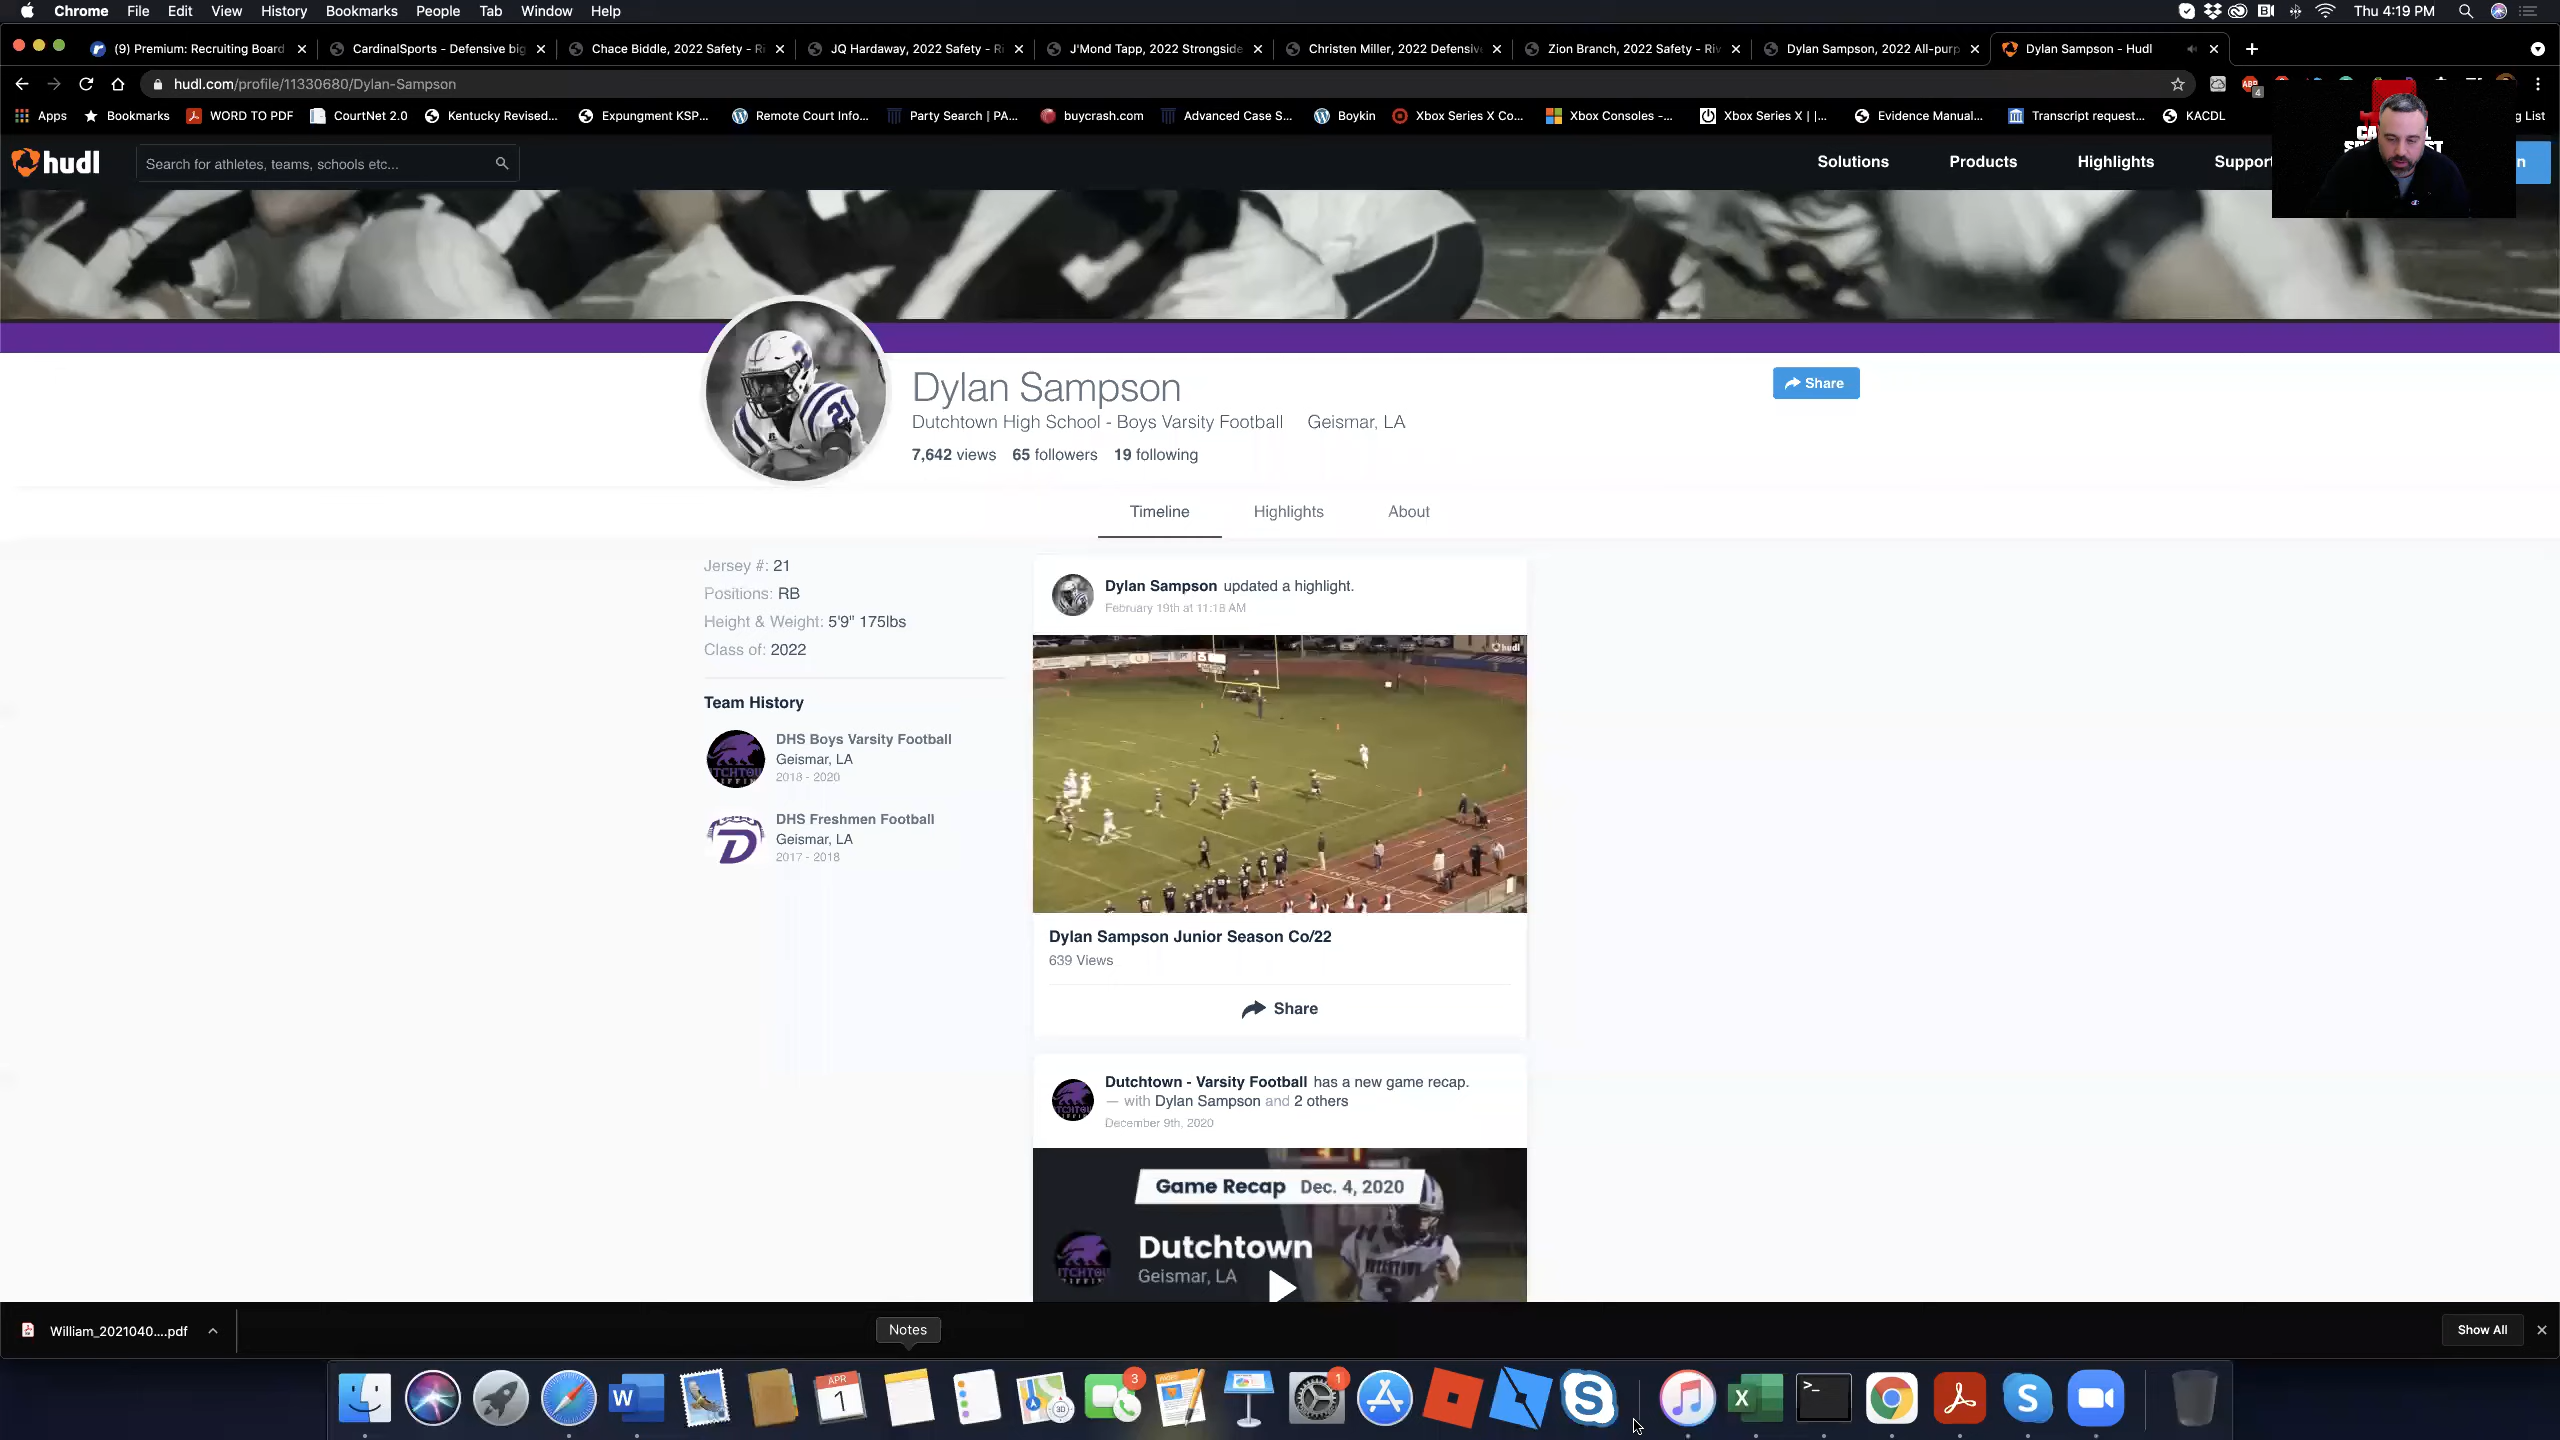 Chrome File Edit View History Bookmarks People Tab Window Help Thu 4:19 PM
(9) Premium: Recruiting Board CardinalSports - Defensive big Chace Biddle, 2022 Safety - Ri JQ Hardaway, 2022 Safety - Ri J'Mond Tapp, 2022 Strongside Christen Miller, 2022 Defensive Zion Branch, 2022 Safety - Riv Dylan Sampson, 2022 All-purp Dylan Sampson - Hudl
hudl.com/profile/11330680/Dylan-Sampson
Apps Bookmarks WORD TO PDF CourtNet 2.0 Kentucky Revised... Expungment KSP... Remote Court Info... Party Search | PA... buycrash.com Advanced Case S... Boykin Xbox Series X Co... Xbox Consoles -... Xbox Series X | |... Evidence Manual... Transcript request... KACDL g List
hudl Search for athletes, teams, schools etc... Solutions Products Highlights Support
Dylan Sampson
Share
Dutchtown High School - Boys Varsity Football Geismar, LA
7,642 views 65 followers 19 following
Timeline Highlights About
Jersey #: 21
Positions: RB
Height & Weight: 5'9" 175lbs
Class of: 2022
Team History
DHS Boys Varsity Football
Geismar, LA
2018 - 2020
DHS Freshmen Football
Geismar, LA
2017 - 2018
Dylan Sampson updated a highlight.
February 19th at 11:18 AM
hudl
Dylan Sampson Junior Season Co/22
639 Views
Share
Dutchtown - Varsity Football has a new game recap.
— with Dylan Sampson and 2 others
December 9th, 2020
Game Recap Dec. 4, 2020
Dutchtown
Geismar, LA
William_2021040....pdf
Notes
Show All
APR
1
3
1